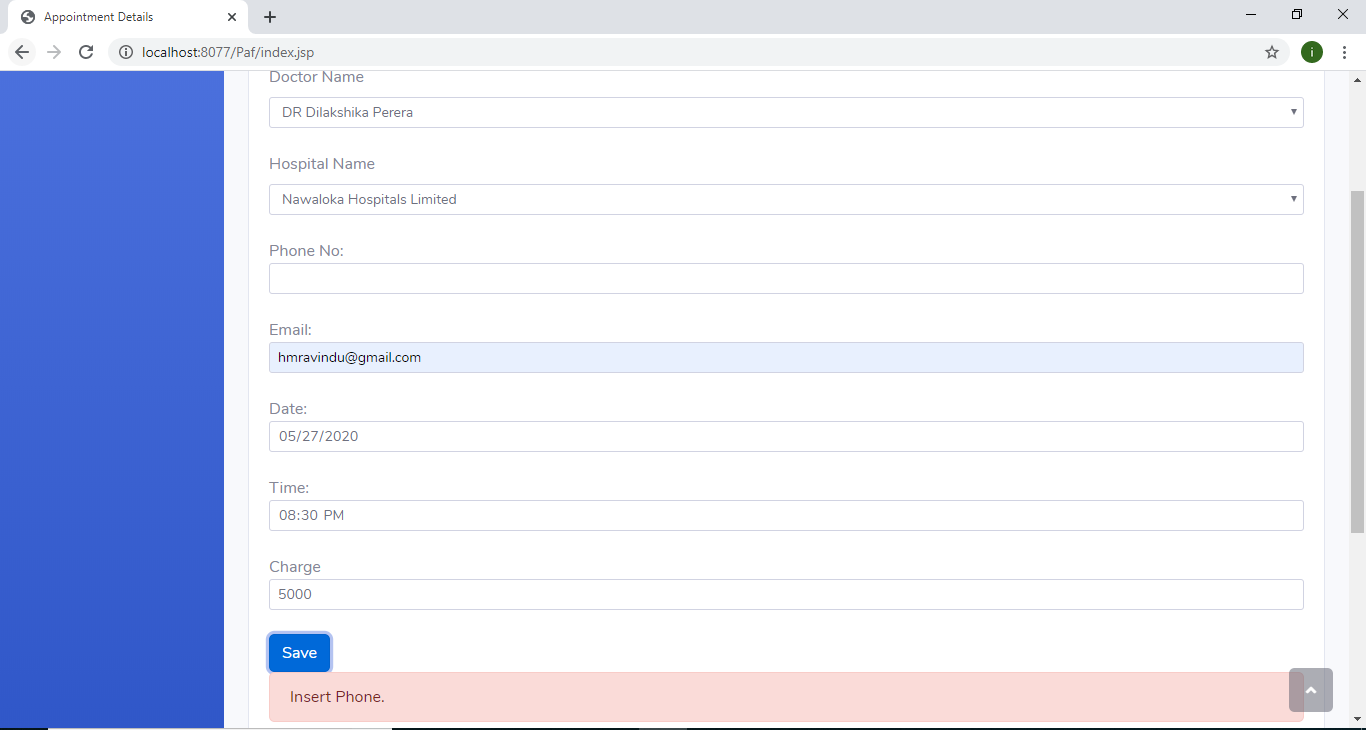 Appointment Details
localhost:8077/Paf/index.jsp
i
Doctor Name
DR Dilakshika Perera
Hospital Name
Nawaloka Hospitals Limited
Phone No:
Email:
hmravindu@gmail.com
Date:
05/27/2020
Time:
08:30 PM
Charge
5000
Save
Insert Phone.